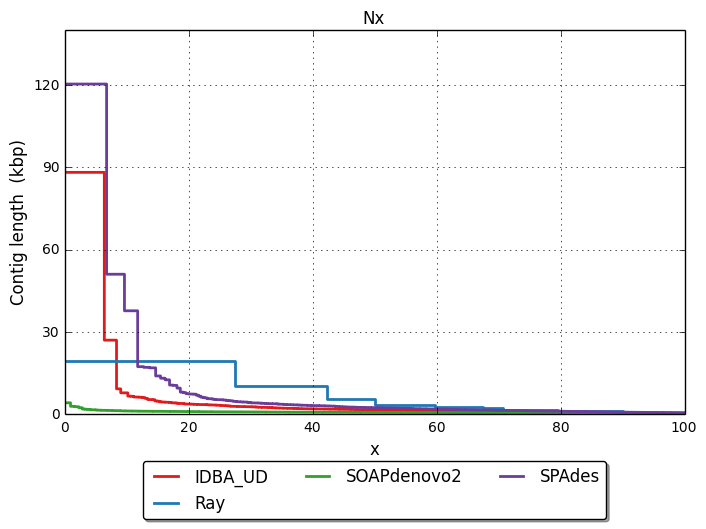 Nx
120
90
60
30
0
Contig length (kbp)
0 20 40 60 80 100
x
IDBA_UD SOAPdenovo2 SPAdes
Ray